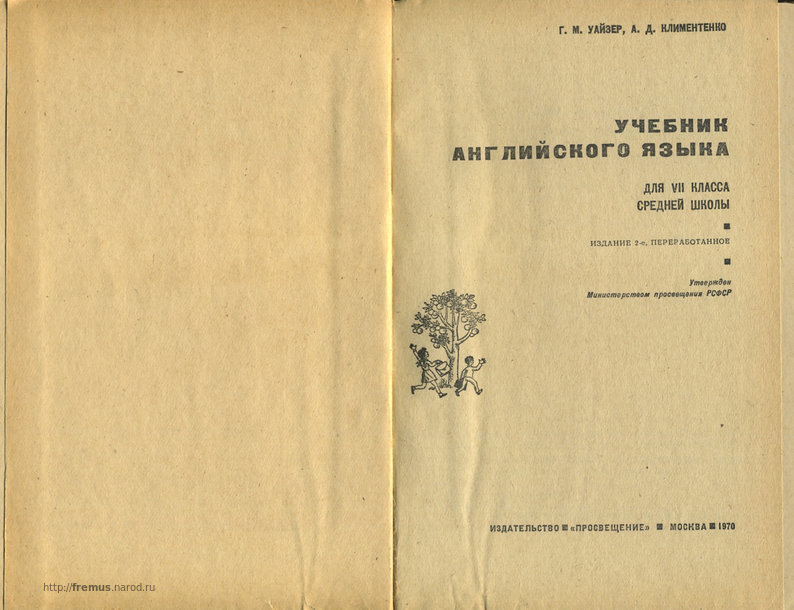 Г. М. УАЙЗЕР, А. Д. КЛИМЕНТЕНКО
УЧЕБНИК
АНГЛИЙСКОГО ЯЗЫКА
ДЛЯ VII КЛАССА
СРЕДНЕЙ ШКОЛЫ
ИЗДАНИЕ 2-е, ПЕРЕРАБОТАННОЕ
Утвержден
Министерством просвещения РСФСР
ИЗДАТЕЛЬСТВО ■ «ПРОСВЕЩЕНИЕ» ■ МОСКВА ■ 1970
http://fremus.narod.ru